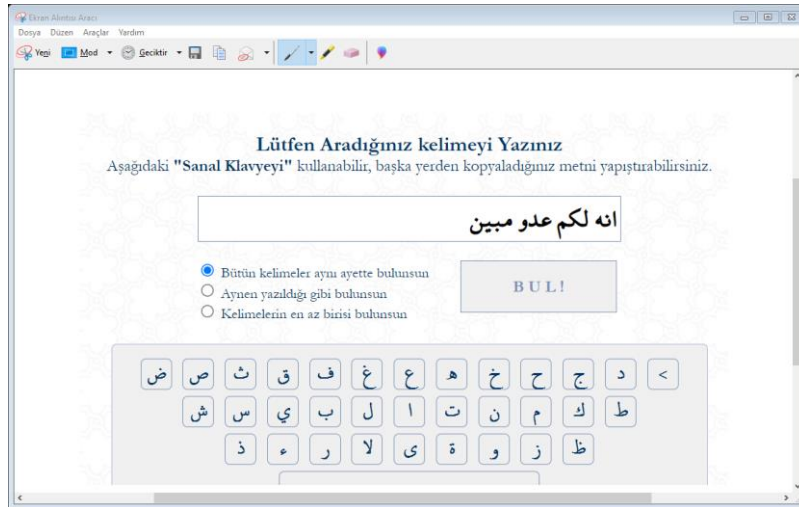 Ekran Alıntısı Aracı
Dosya Düzen Araçlar Yardım
Yeni Mod Geciktir
Lütfen Aradığınız kelimeyi Yazınız
Aşağıdaki "Sanal Klavyeyi" kullanabilir, başka yerden kopyaladığınız metni yapıştırabilirsiniz.
انه لكم عدو مبين
Bütün kelimeler aynı ayette bulunsun
Aynen yazıldığı gibi bulunsun
Kelimelerin en az birisi bulunsun
BUL!
ض ص ث ق ف غ ع ه خ ح ج د >
ش س ي ب ل ا ت ن م ك ط
ذ ء ر لا ى ة و ز ظ